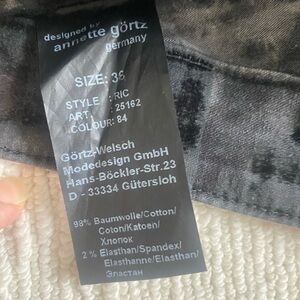 designed by
annette görtz
germany
SIZE: 36
STYLE : RIC
ART. : 25162
COLOUR: 84
Görtz-Welsch
Modedesign GmbH
Hans-Böckler-Str.23
D - 33334 Gütersloh
98% Baumwolle/Cotton/
Coton/Katoen/
Хлопок
2 % Elasthan/Spandex/
Elasthanne/Elasthan/
Эластан